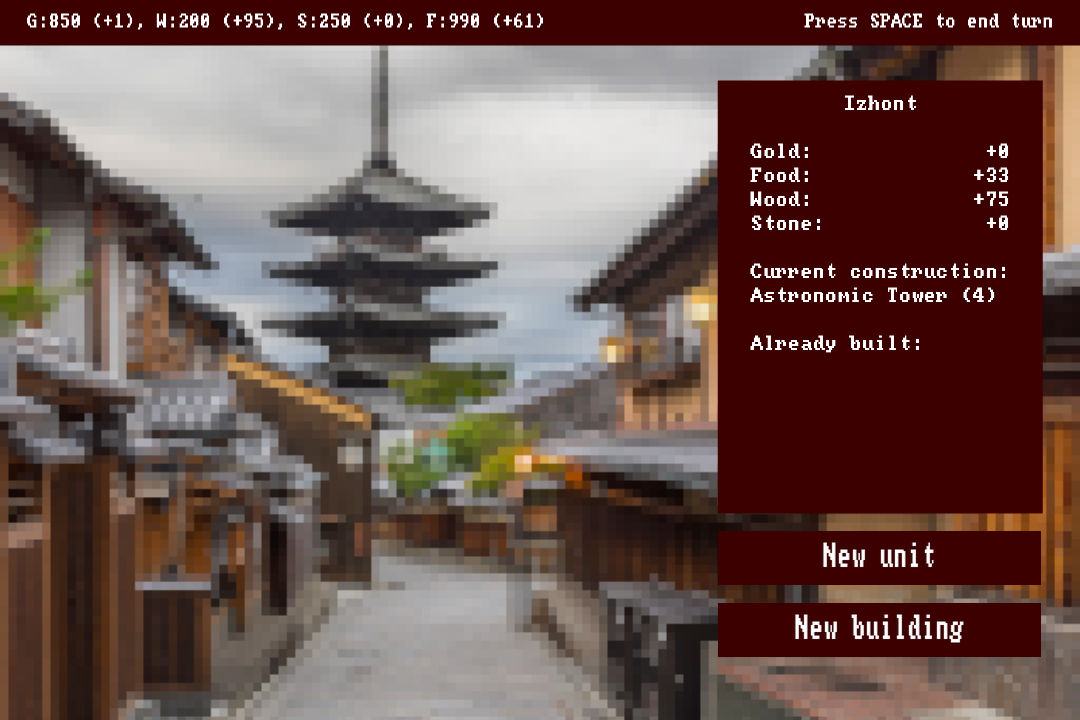 G:850 (+1), W:200 (+95), S:250 (+0), F:990 (+61)
Press SPACE to end turn
Izhont
Gold: +0
Food: +33
Wood: +75
Stone: +0
Current construction:
Astronomic Tower (4)
Already built:
New unit
New building